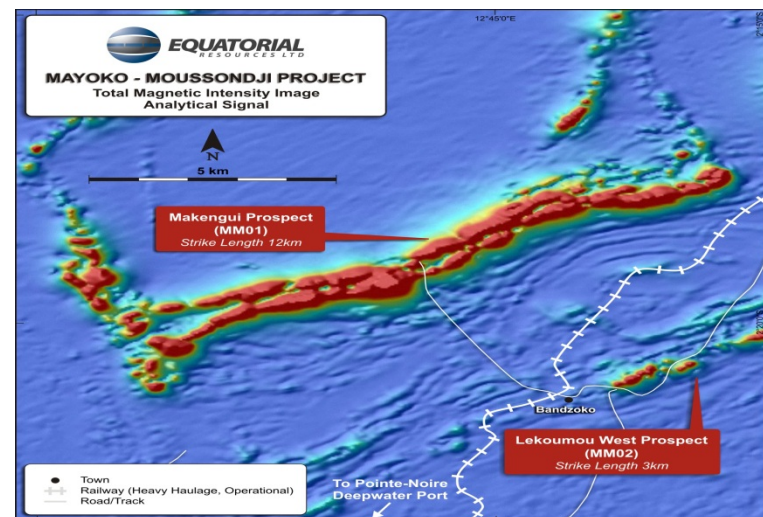 12°45'0"E
EQUATORIAL
RESOURCES LTD
MAYOKO - MOUSSONDJI PROJECT
Total Magnetic Intensity Image
Analytical Signal
N
5 km
Makengui Prospect
(MM01)
Strike Length 12km
Bandzoko
Lekoumou West Prospect
(MM02)
Strike Length 3km
Town
Railway (Heavy Haulage, Operational)
Road/Track
To Pointe-Noire
Deepwater Port